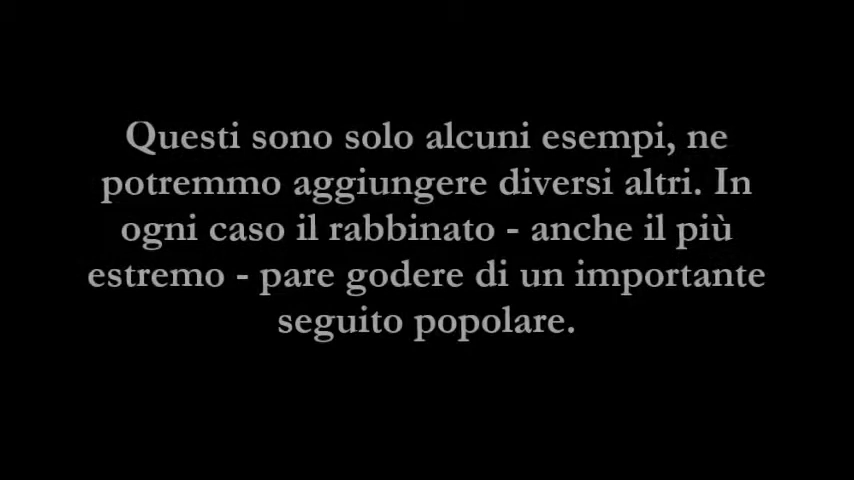 Questi sono solo alcuni esempi, ne
potremmo aggiungere diversi altri. In
ogni caso il rabbinato - anche il più
estremo - pare godere di un importante
seguito popolare.